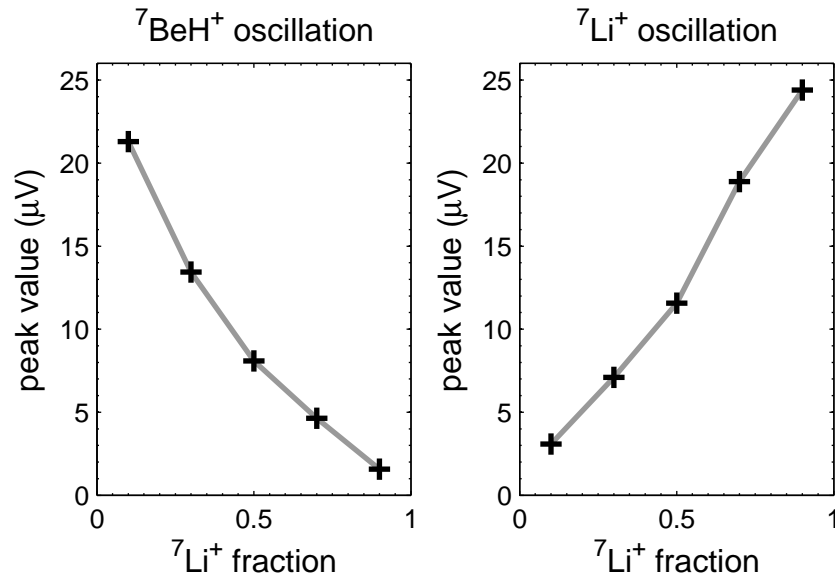 ⁷BeH⁺ oscillation
25
20
15
10
5
0
0 0.5 1
peak value (μV)
⁷Li⁺ fraction
⁷Li⁺ oscillation
25
20
15
10
5
0
0 0.5 1
peak value (μV)
⁷Li⁺ fraction